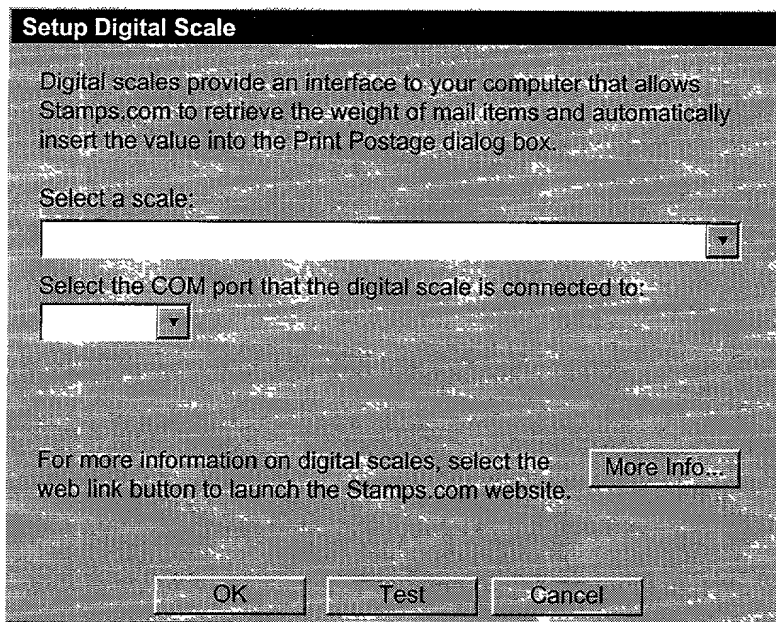 Setup Digital Scale
Digital scales provide an interface to your computer that allows
Stamps.com to retrieve the weight of mail items and automatically
insert the value into the Print Postage dialog box.
Select a scale:
Select the COM port that the digital scale is connected to:
For more information on digital scales, select the
web link button to launch the Stamps.com website.
More Info...
OK Test Cancel